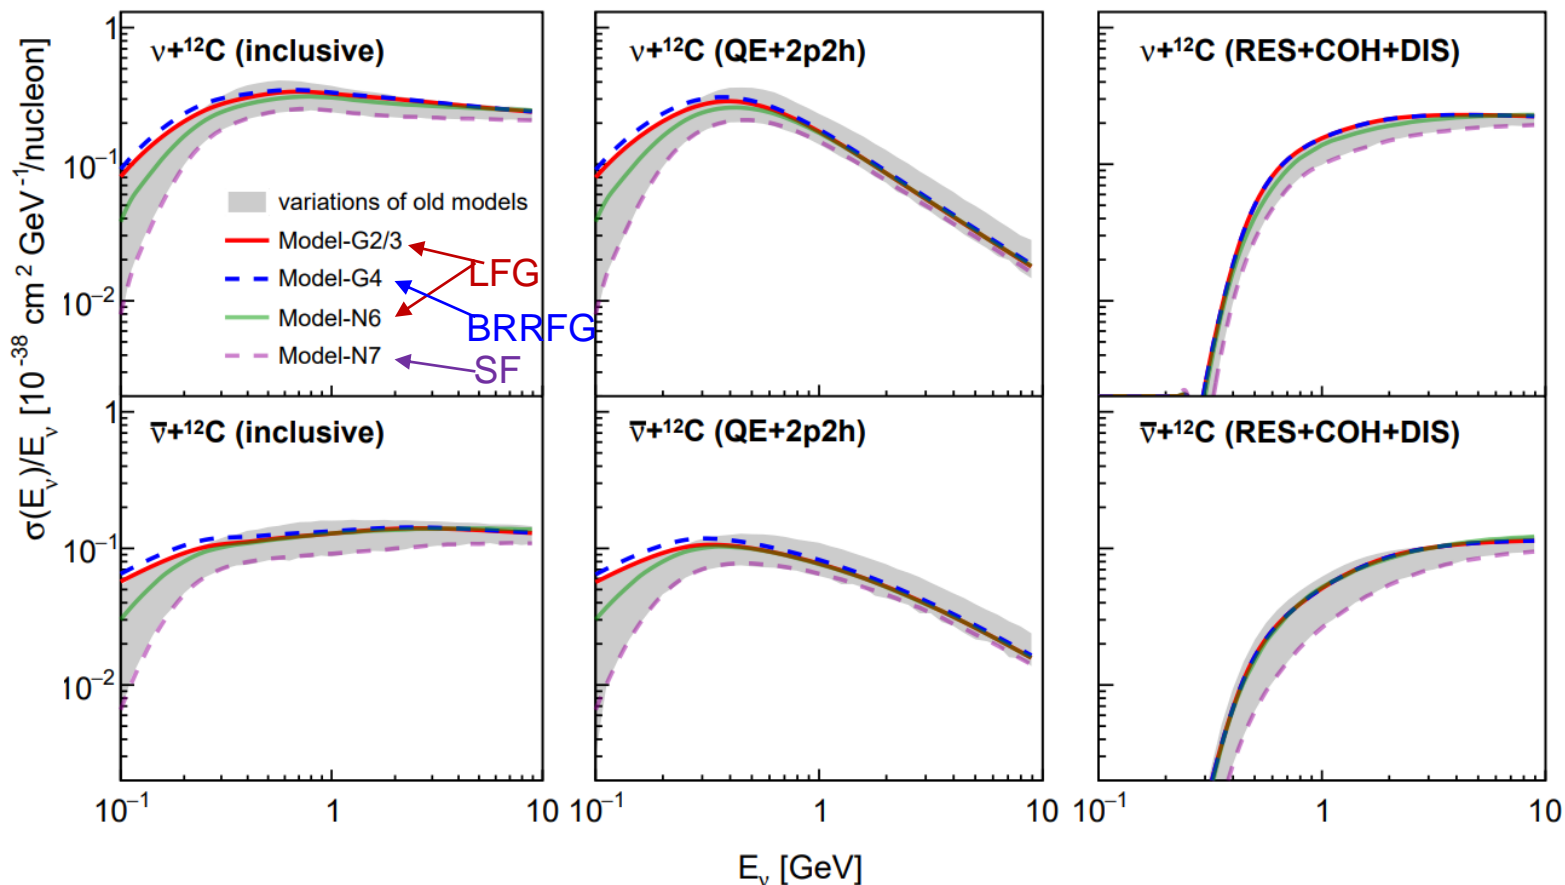 σ(E_ν)/E_ν [10⁻³⁸ cm² GeV⁻¹/nucleon]
1
10⁻¹
10⁻²
ν+¹²C (inclusive)
variations of old models
Model-G2/3
Model-G4
Model-N6
Model-N7
LFG
BRRFG
SF
ν+¹²C (QE+2p2h)
ν+¹²C (RES+COH+DIS)
1
10⁻¹
10⁻²
ν̅+¹²C (inclusive)
ν̅+¹²C (QE+2p2h)
ν̅+¹²C (RES+COH+DIS)
10⁻¹ 1 10
10⁻¹ 1 10
10⁻¹ 1 10
E_ν [GeV]